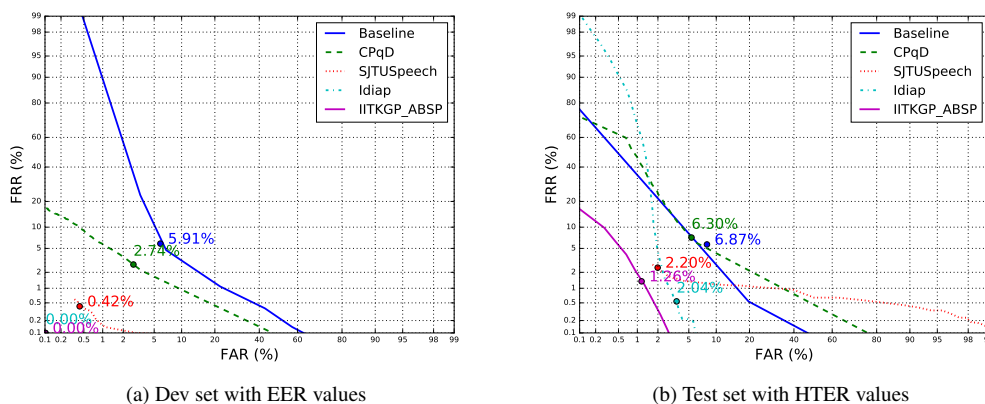 99
98
95
90
80
60
40
20
10
5
2
1
0.5
0.2
0.1
FRR (%)
0.1 0.2 0.5 1 2 5 10 20 40 60 80 90 95 98 99
FAR (%)
Baseline
CPqD
SJTUSpeech
Idiap
IITKGP_ABSP
5.91%
2.74%
0.42%
0.00%
0.00%
(a) Dev set with EER values
99
98
95
90
80
60
40
20
10
5
2
1
0.5
0.2
0.1
FRR (%)
0.1 0.2 0.5 1 2 5 10 20 40 60 80 90 95 98
FAR (%)
Baseline
CPqD
SJTUSpeech
Idiap
IITKGP_ABSP
6.30%
6.87%
2.20%
1.26%
2.04%
(b) Test set with HTER values